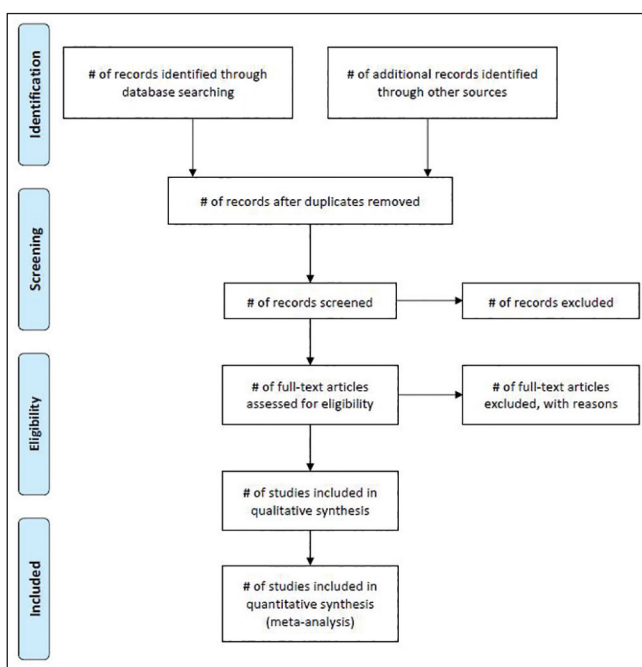 Identification
# of records identified through
database searching
# of additional records identified
through other sources
# of records after duplicates removed
Screening
# of records screened
# of records excluded
Eligibility
# of full-text articles
assessed for eligibility
# of full-text articles
excluded, with reasons
# of studies included in
qualitative synthesis
Included
# of studies included in
quantitative synthesis
(meta-analysis)